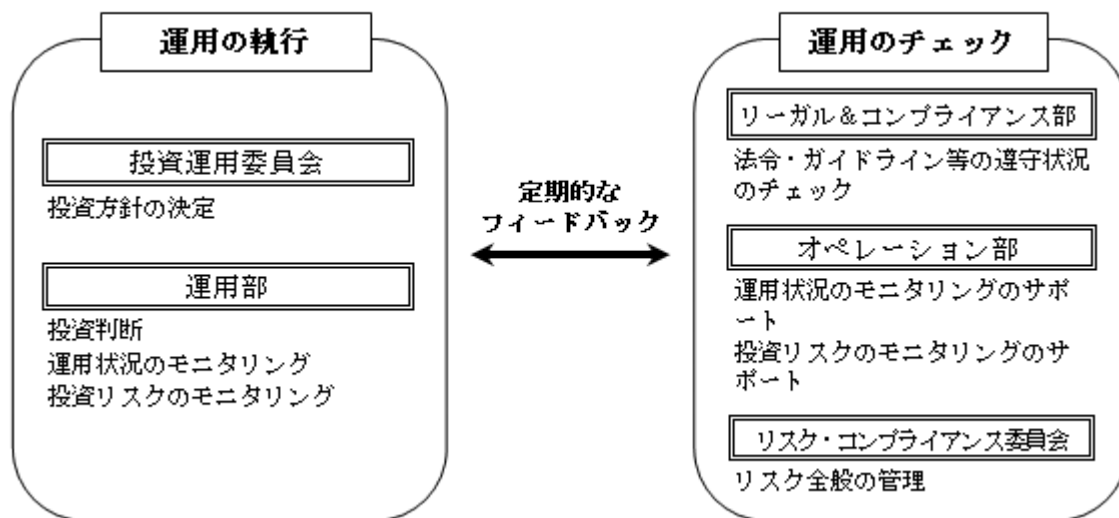 運用の執行
投資運用委員会
投資方針の決定
運用部
投資判断
運用状況のモニタリング
投資リスクのモニタリング
定期的な
フィードバック
運用のチェック
リーガル＆コンプライアンス部
法令・ガイドライン等の遵守状況
のチェック
オペレーション部
運用状況のモニタリングのサポ
ート
投資リスクのモニタリングのサ
ポート
リスク・コンプライアンス委員会
リスク全般の管理